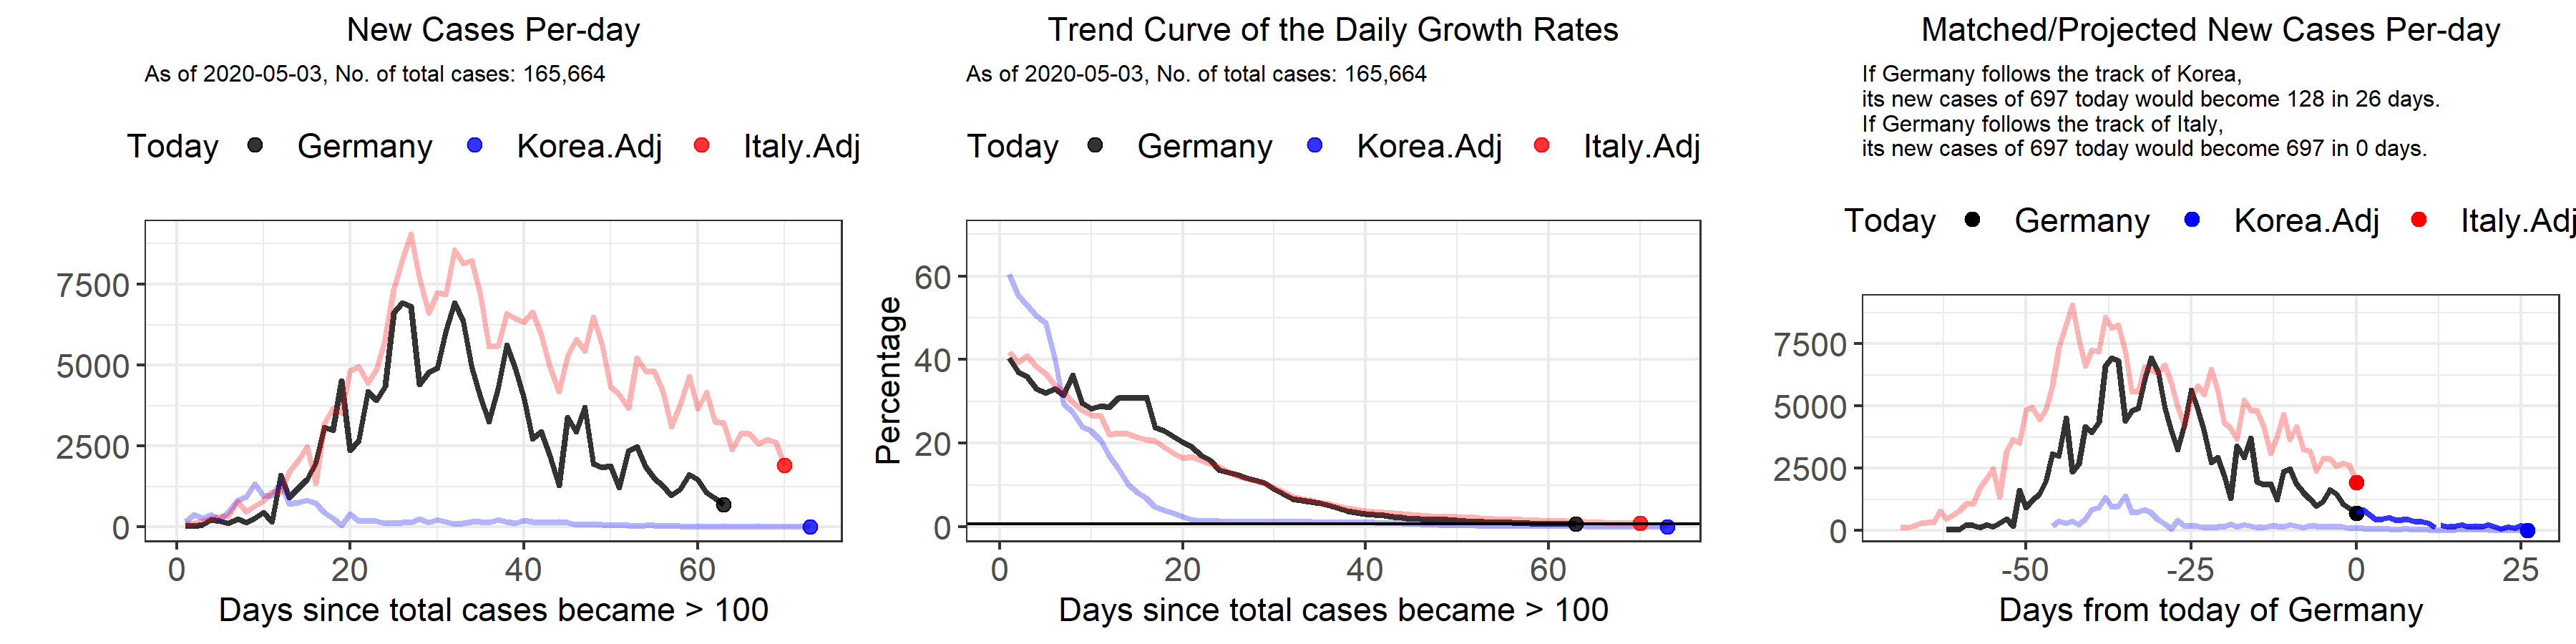 New Cases Per-day
As of 2020-05-03, No. of total cases: 165,664
Today Germany Korea.Adj Italy.Adj
7500
5000
2500
0
0 20 40 60
Days since total cases became > 100
Trend Curve of the Daily Growth Rates
As of 2020-05-03, No. of total cases: 165,664
Today Germany Korea.Adj Italy.Adj
Percentage
60
40
20
0
0 20 40 60
Days since total cases became > 100
Matched/Projected New Cases Per-day
If Germany follows the track of Korea,
its new cases of 697 today would become 128 in 26 days.
If Germany follows the track of Italy,
its new cases of 697 today would become 697 in 0 days.
Today Germany Korea.Adj Italy.Adj
7500
5000
2500
0
-50 -25 0 25
Days from today of Germany